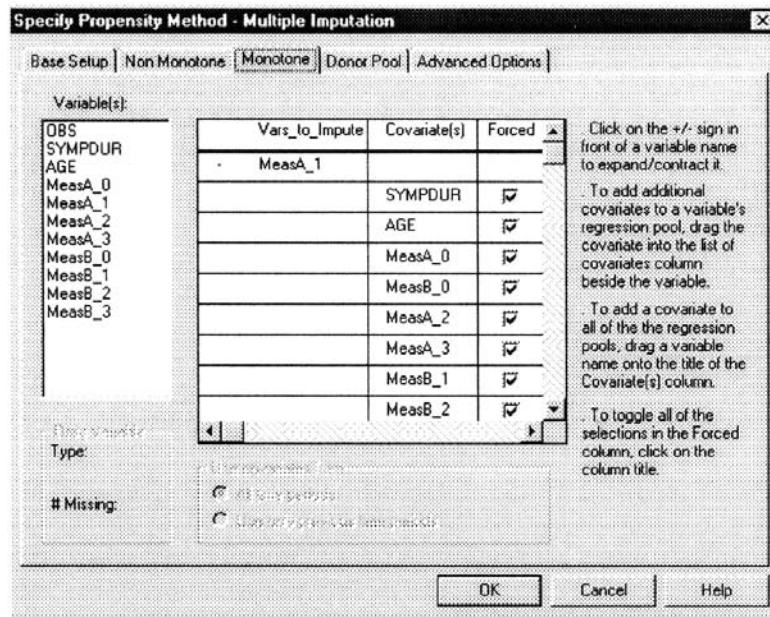 Specify Propensity Method - Multiple Imputation
Base Setup Non Monotone Monotone Donor Pool Advanced Options
Variable(s):
OBS
SYMPDUR
AGE
MeasA_0
MeasA_1
MeasA_2
MeasA_3
MeasB_0
MeasB_1
MeasB_2
MeasB_3
Vars_to_Impute Covariate(s) Forced
- MeasA_1
SYMPDUR
AGE
MeasA_0
MeasB_0
MeasA_2
MeasA_3
MeasB_1
MeasB_2
. Click on the +/- sign in
front of a variable name
to expand/contract it.
. To add additional
covariates to a variable's
regression pool, drag the
covariate into the list of
covariates column
beside the variable.
. To add a covariate to
all of the the regression
pools, drag a variable
name onto the title of the
Covariate(s) column.
. To toggle all of the
selections in the Forced
column, click on the
column title.
Type:
# Missing:
OK Cancel Help